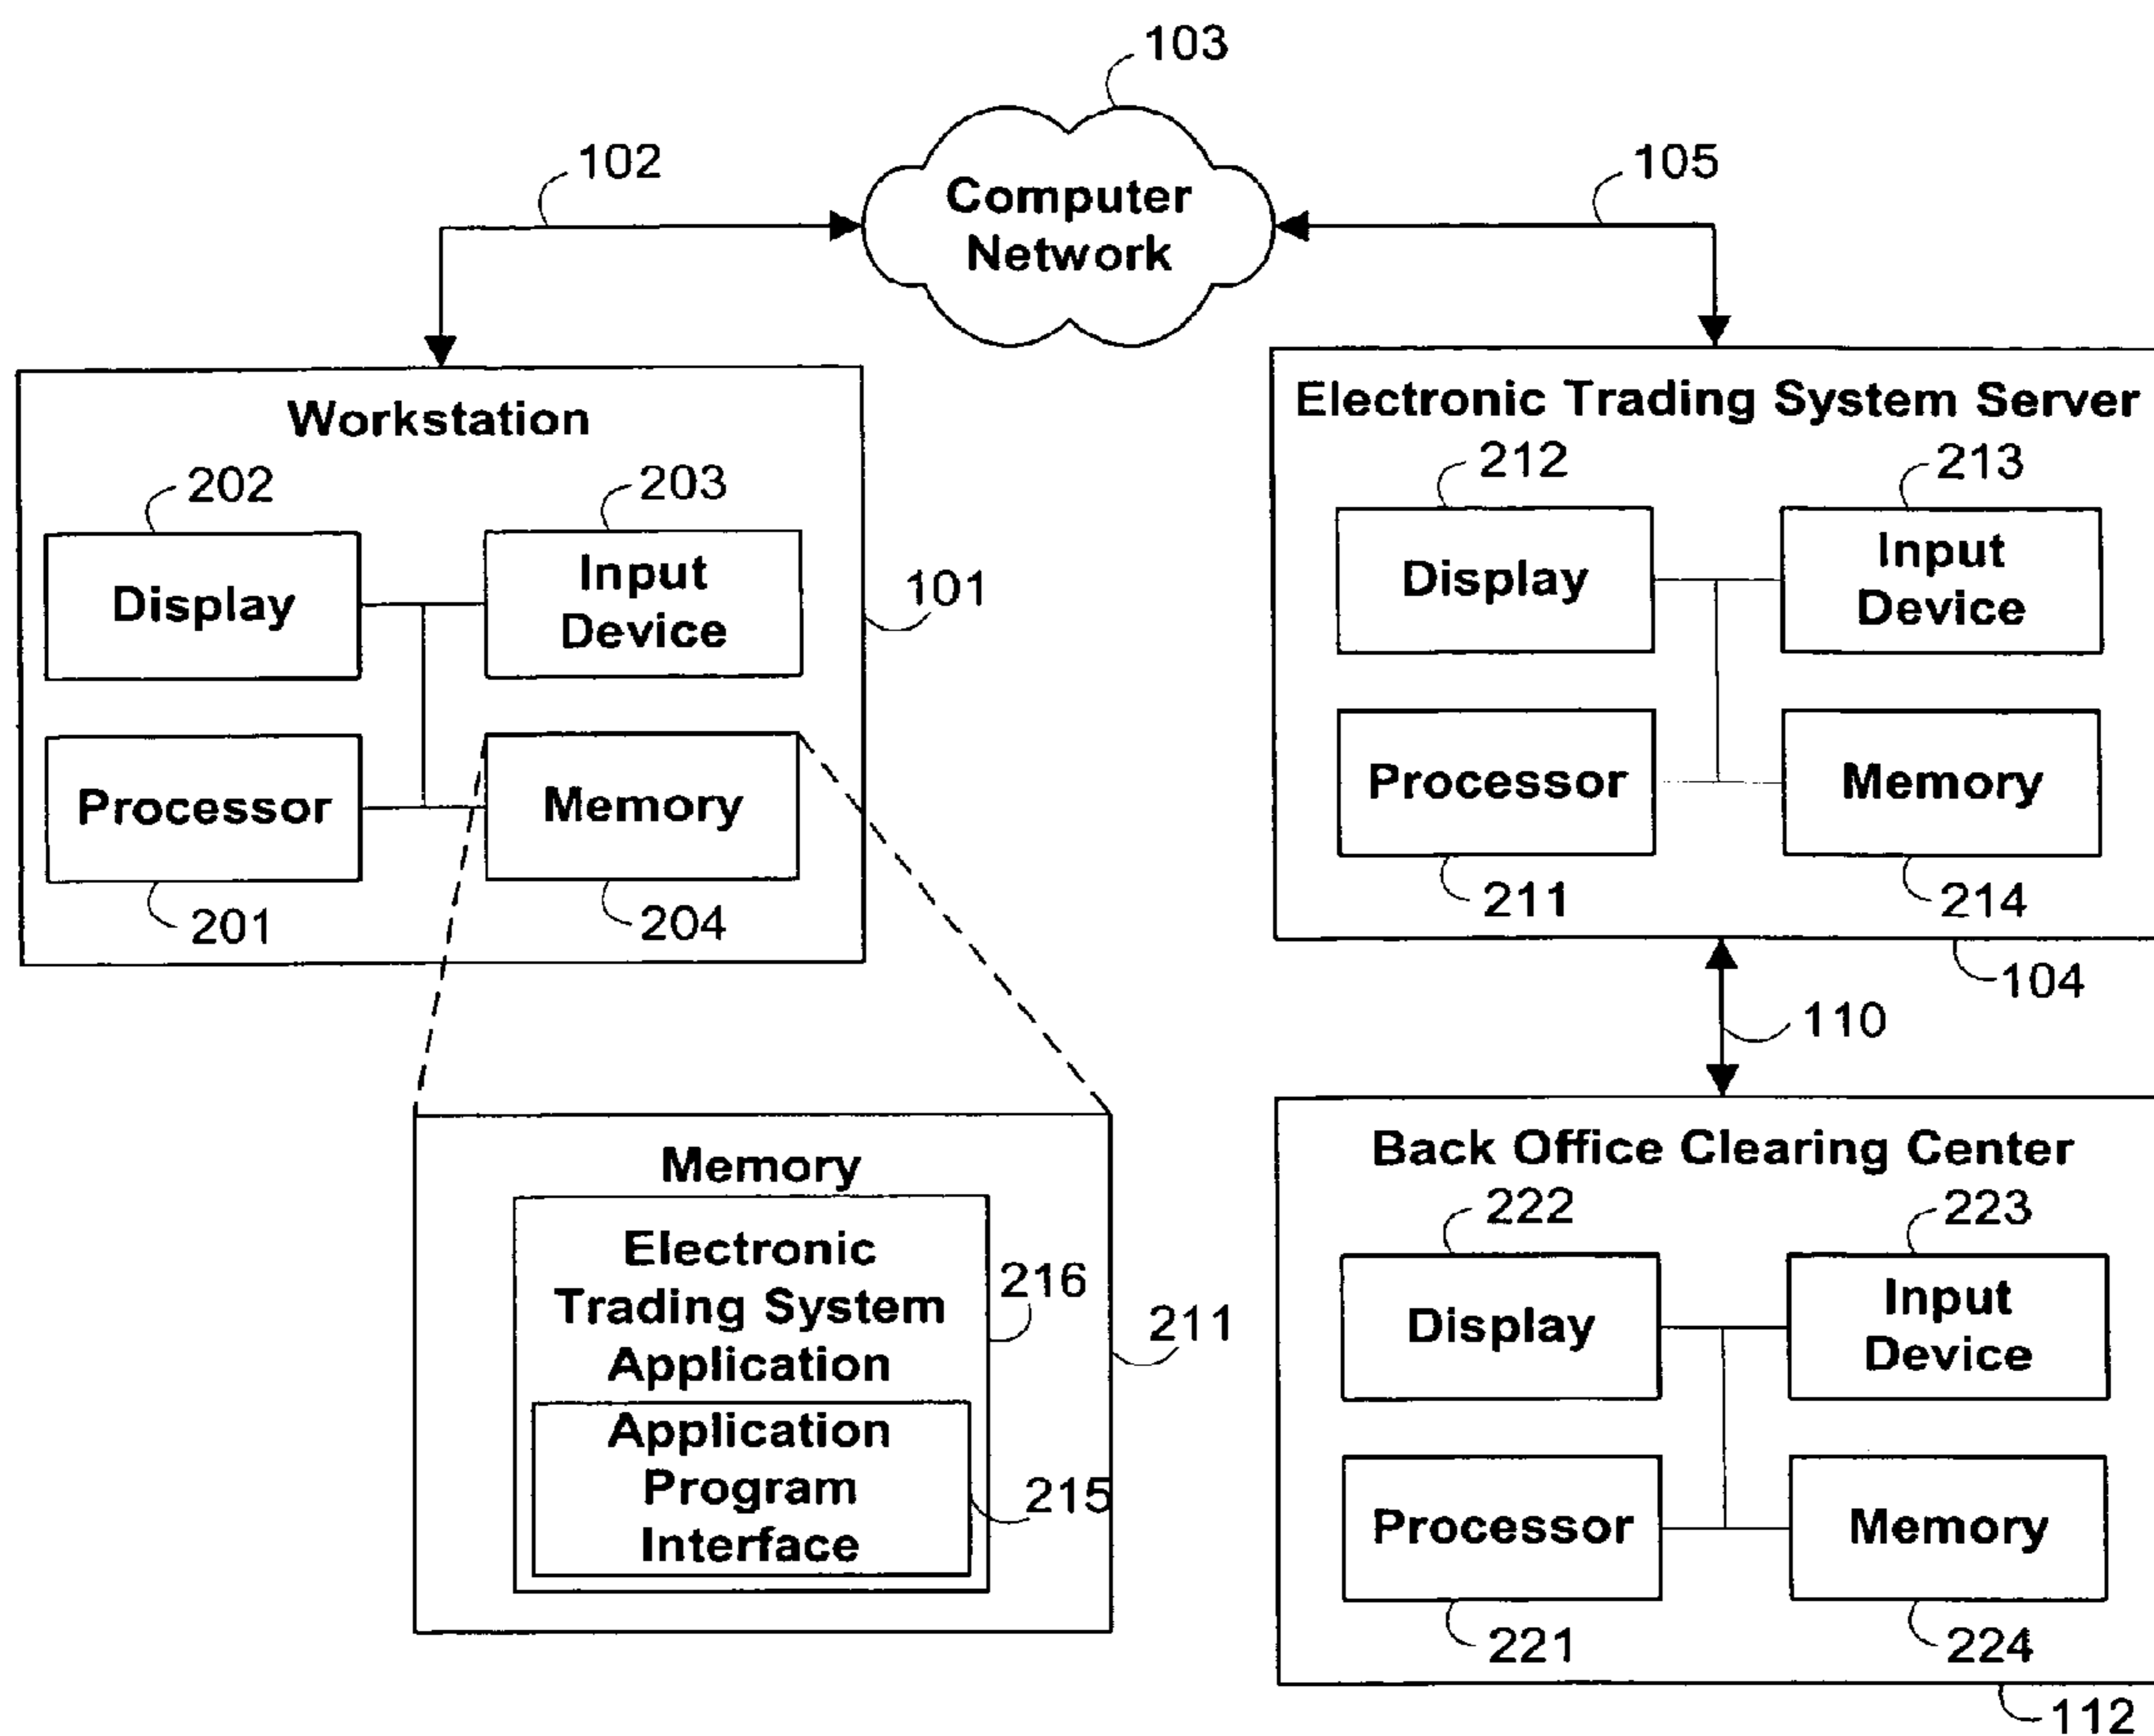 103
102
105
Computer
Network
Workstation
202
203
Display
Input
Device
101
Processor
Memory
201
204
Electronic Trading System Server
212
213
Display
Input
Device
Processor
Memory
211
214
104
110
Memory
Electronic
Trading System
Application
216
211
Application
Program
Interface
215
Back Office Clearing Center
222
223
Display
Input
Device
Processor
Memory
221
224
112